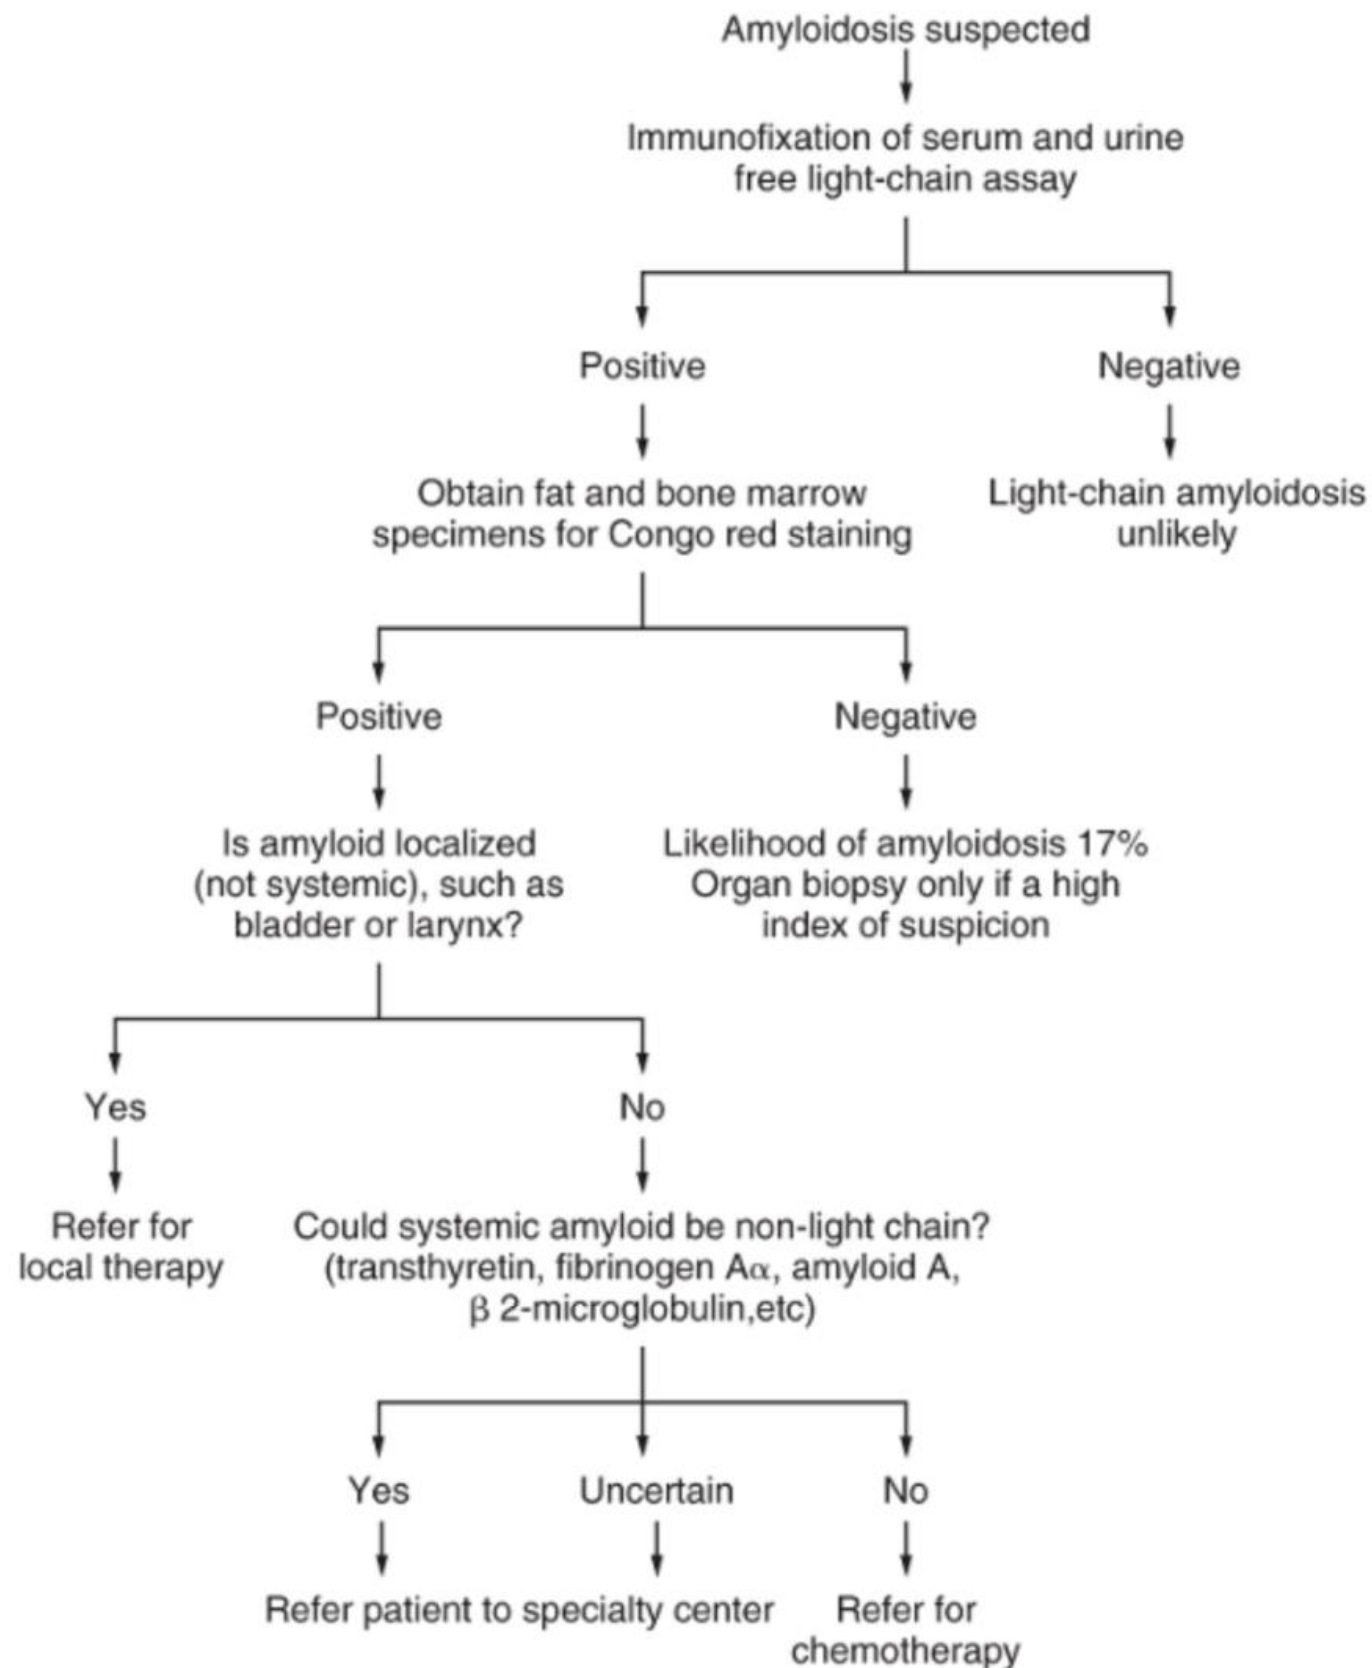 Amyloidosis suspected
Immunofixation of serum and urine
free light-chain assay
Positive
Negative
Obtain fat and bone marrow
specimens for Congo red staining
Light-chain amyloidosis
unlikely
Positive
Negative
Is amyloid localized
(not systemic), such as
bladder or larynx?
Likelihood of amyloidosis 17%
Organ biopsy only if a high
index of suspicion
Yes
No
Refer for
local therapy
Could systemic amyloid be non-light chain?
(transthyretin, fibrinogen Aα, amyloid A,
β 2-microglobulin,etc)
Yes
Uncertain
No
Refer patient to specialty center
Refer for
chemotherapy